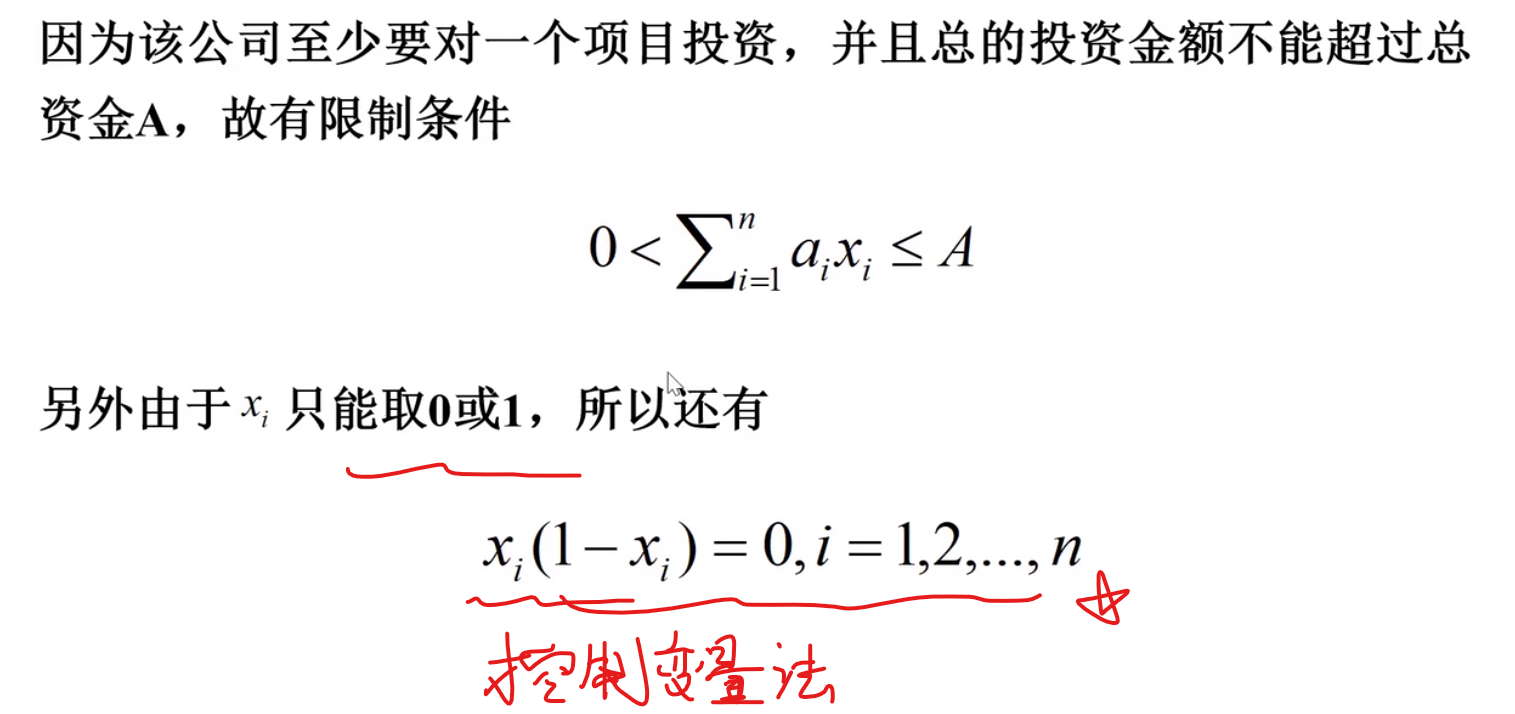 因为该公司至少要对一个项目投资，并且总的投资金额不能超过总
资金A，故有限制条件
0 < ∑_{i=1}^{n} a_i x_i ≤ A
另外由于 x_i 只能取0或1，所以还有
x_i(1 − x_i) = 0, i = 1,2,..., n
控制变量法